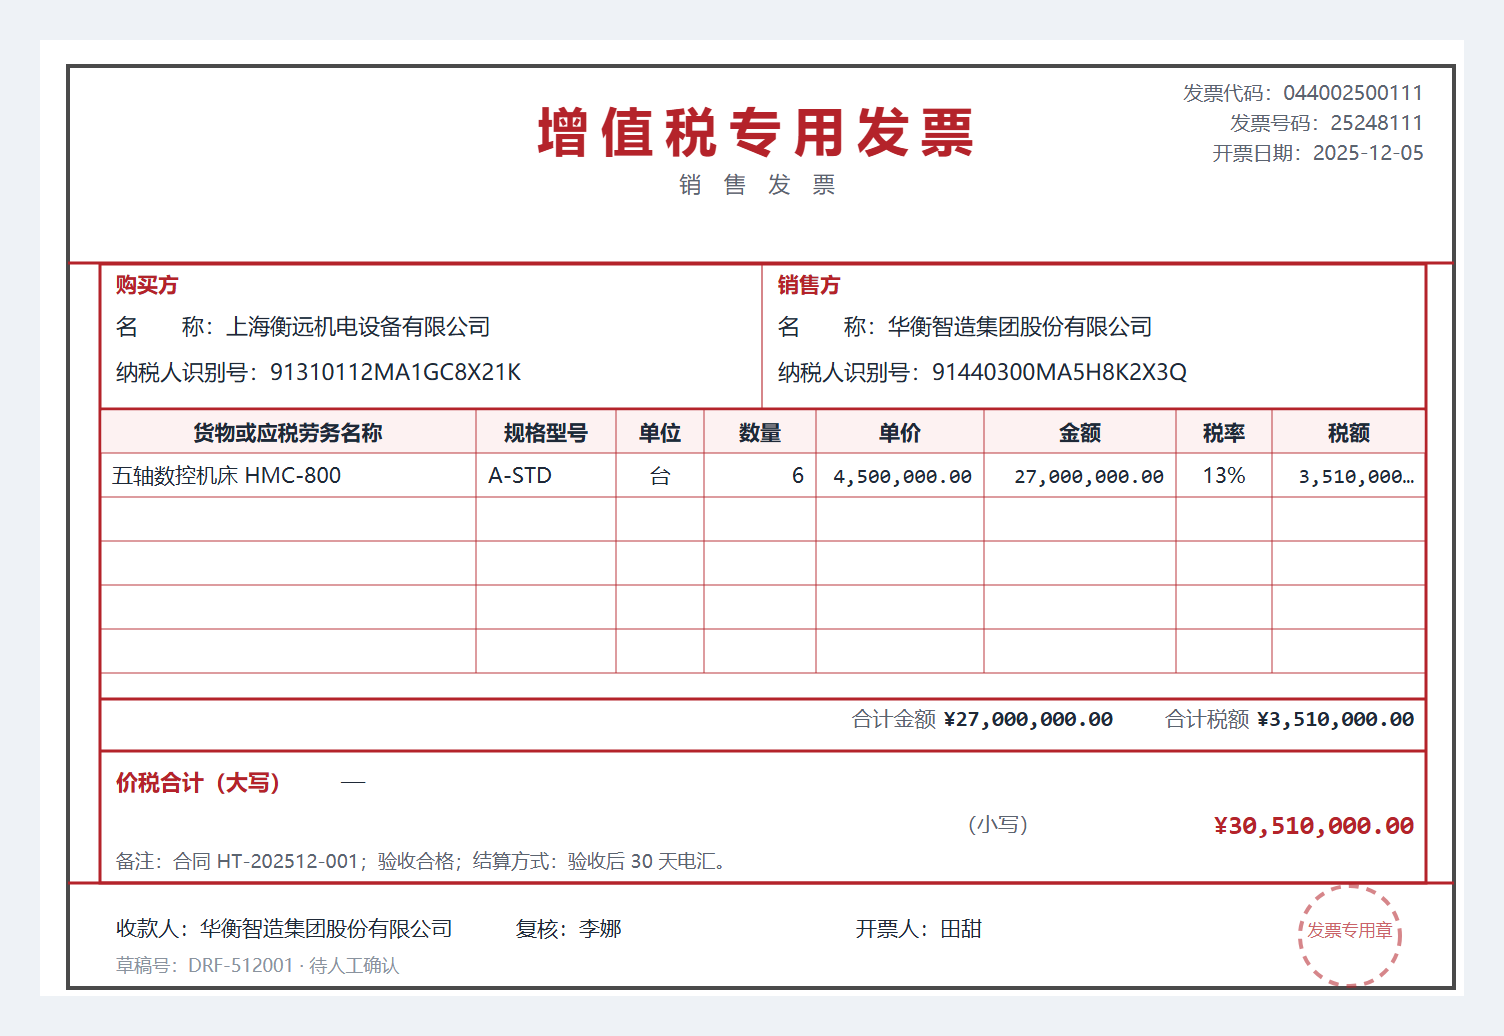 发票代码：044002500111
发票号码：25248111
开票日期：2025-12-05
增值税专用发票
销售发票
购买方
名　　称：上海衡远机电设备有限公司
纳税人识别号：91310112MA1GC8X21K
销售方
名　　称：华衡智造集团股份有限公司
纳税人识别号：91440300MA5H8K2X3Q
货物或应税劳务名称 规格型号 单位 数量 单价 金额 税率 税额
五轴数控机床 HMC-800 A-STD 台 6 4,500,000.00 27,000,000.00 13% 3,510,000…
合计金额 ¥27,000,000.00 合计税额 ¥3,510,000.00
价税合计（大写） —
（小写） ¥30,510,000.00
备注：合同 HT-202512-001；验收合格；结算方式：验收后 30 天电汇。
收款人：华衡智造集团股份有限公司 复核：李娜 开票人：田甜
发票专用章
草稿号：DRF-512001 · 待人工确认